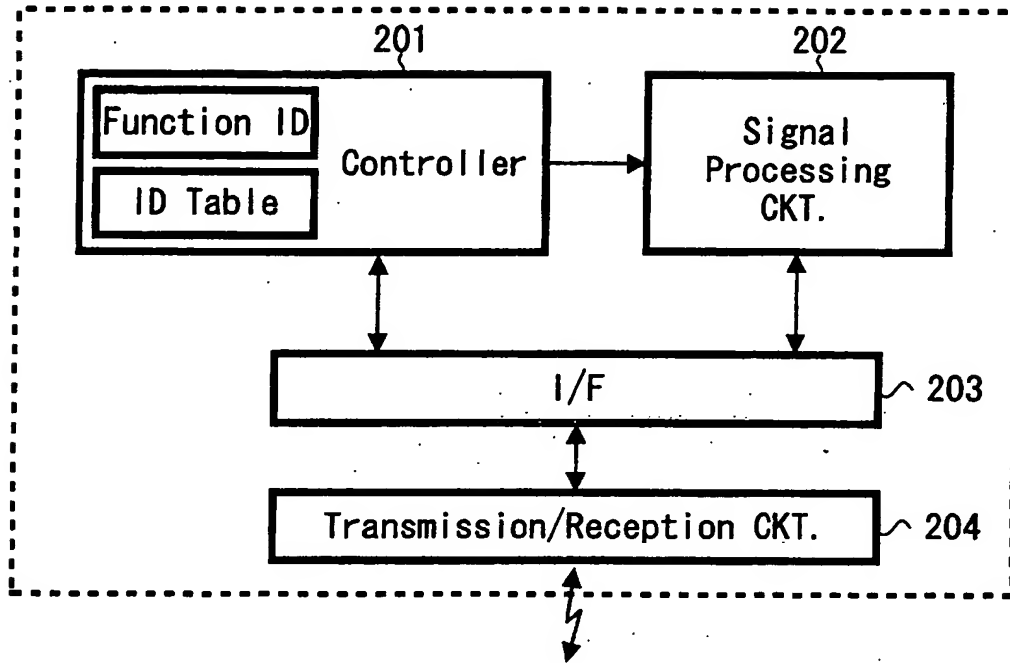 201
202
Function ID
ID Table
Controller
Signal
Processing
CKT.
I/F
203
Transmission/Reception CKT.
204